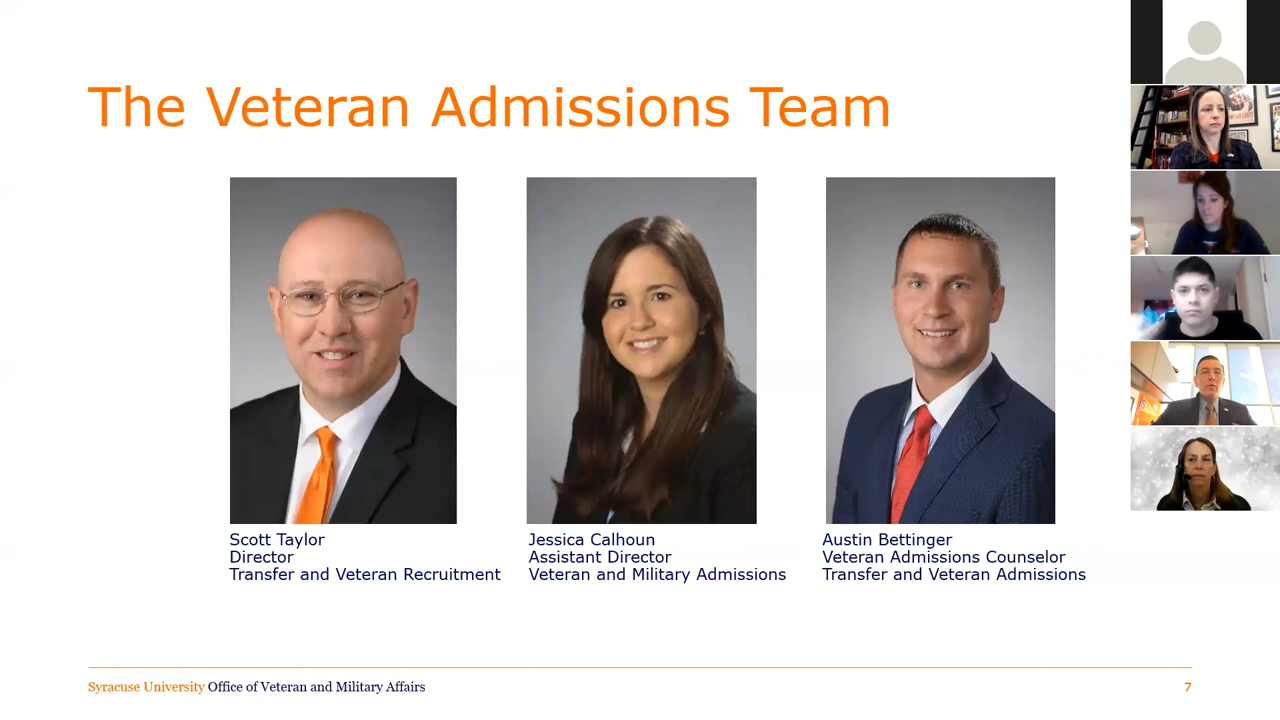 The Veteran Admissions Team
Scott Taylor
Director
Transfer and Veteran Recruitment
Jessica Calhoun
Assistant Director
Veteran and Military Admissions
Austin Bettinger
Veteran Admissions Counselor
Transfer and Veteran Admissions
Syracuse University Office of Veteran and Military Affairs
7